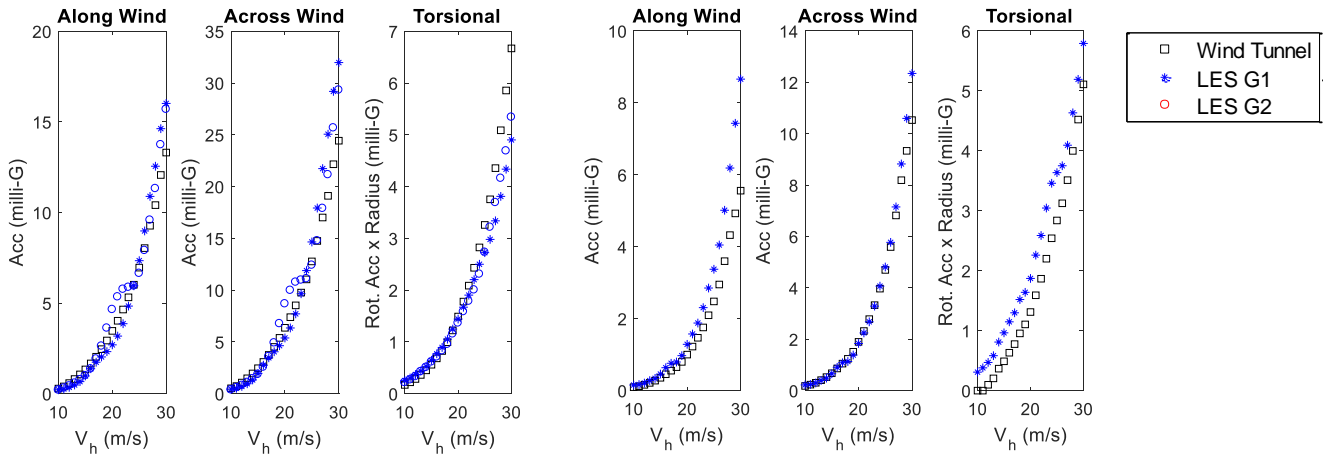 Along Wind
Across Wind
Torsional
Along Wind
Across Wind
Torsional
20
15
10
5
0
Acc (milli-G)
10 20 30
V_h (m/s)
35
30
25
20
15
10
5
0
Acc (milli-G)
10 20 30
V_h (m/s)
7
6
5
4
3
2
1
0
Rot. Acc x Radius (milli-G)
10 20 30
V_h (m/s)
10
8
6
4
2
0
Acc (milli-G)
10 20 30
V_h (m/s)
14
12
10
8
6
4
2
0
Acc (milli-G)
10 20 30
V_h (m/s)
6
5
4
3
2
1
0
Rot. Acc x Radius (milli-G)
10 20 30
V_h (m/s)
Wind Tunnel
LES G1
LES G2